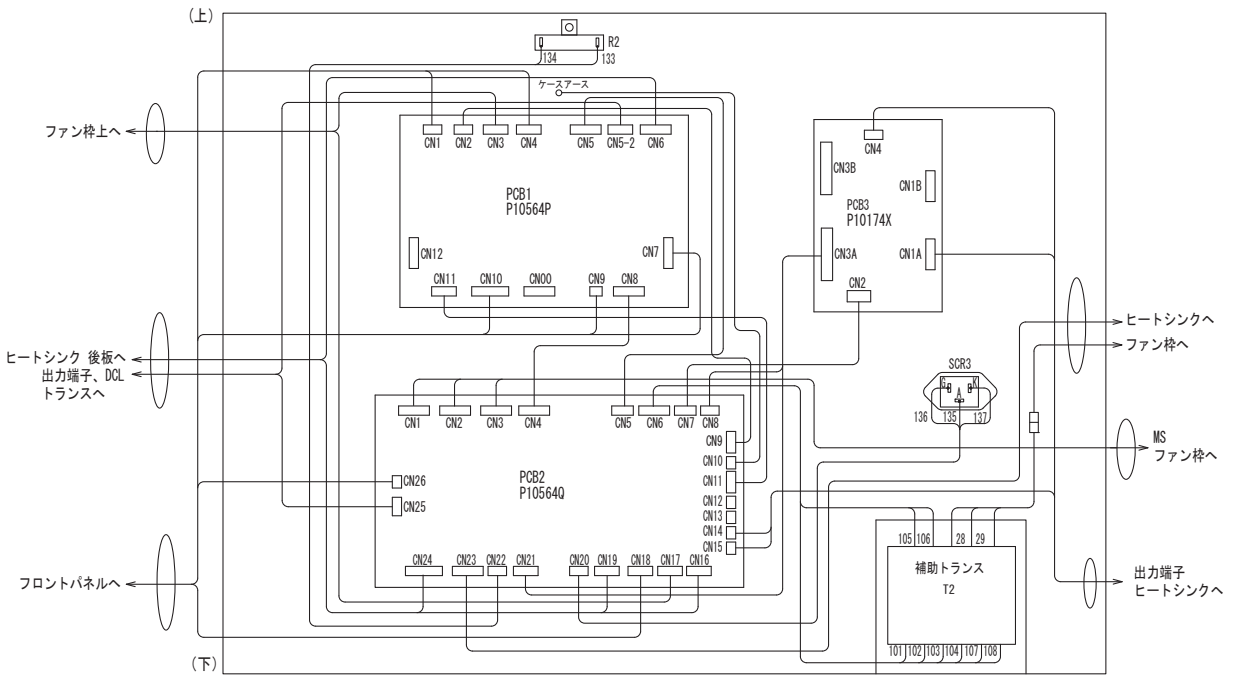 (上)
R2
134
133
ケースアース
ファン枠上へ
CN1
CN2
CN3
CN4
CN5
CN5-2
CN6
PCB1
P10564P
CN12
CN7
CN11
CN10
CN00
CN9
CN8
CN4
CN3B
CN1B
PCB3
P10174X
CN3A
CN1A
CN2
ヒートシンクへ
ファン枠へ
ヒートシンク 後板へ
出力端子、DCL
トランスへ
SCR3
G
K
A
136
135
137
CN1
CN2
CN3
CN4
CN5
CN6
CN7
CN8
CN9
CN10
CN11
CN12
CN13
CN14
CN15
MS
ファン枠へ
PCB2
P10564Q
CN26
CN25
CN24
CN23
CN22
CN21
CN20
CN19
CN18
CN17
CN16
105
106
28
29
補助トランス
T2
101
102
103
104
107
108
フロントパネルへ
出力端子
ヒートシンクへ
(下)